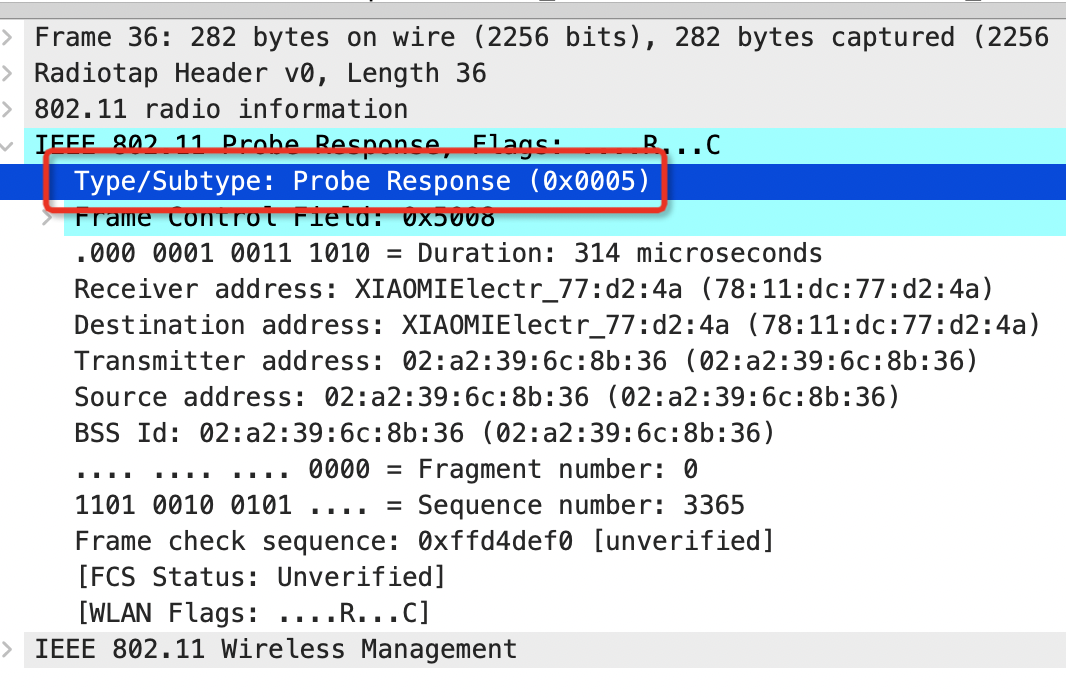 Frame 36: 282 bytes on wire (2256 bits), 282 bytes captured (2256
Radiotap Header v0, Length 36
802.11 radio information
IEEE 802.11 Probe Response, Flags: ....R...C
Type/Subtype: Probe Response (0x0005)
Frame Control Field: 0x5008
.000 0001 0011 1010 = Duration: 314 microseconds
Receiver address: XIAOMIElectr_77:d2:4a (78:11:dc:77:d2:4a)
Destination address: XIAOMIElectr_77:d2:4a (78:11:dc:77:d2:4a)
Transmitter address: 02:a2:39:6c:8b:36 (02:a2:39:6c:8b:36)
Source address: 02:a2:39:6c:8b:36 (02:a2:39:6c:8b:36)
BSS Id: 02:a2:39:6c:8b:36 (02:a2:39:6c:8b:36)
.... .... .... 0000 = Fragment number: 0
1101 0010 0101 .... = Sequence number: 3365
Frame check sequence: 0xffd4def0 [unverified]
[FCS Status: Unverified]
[WLAN Flags: ....R...C]
IEEE 802.11 Wireless Management